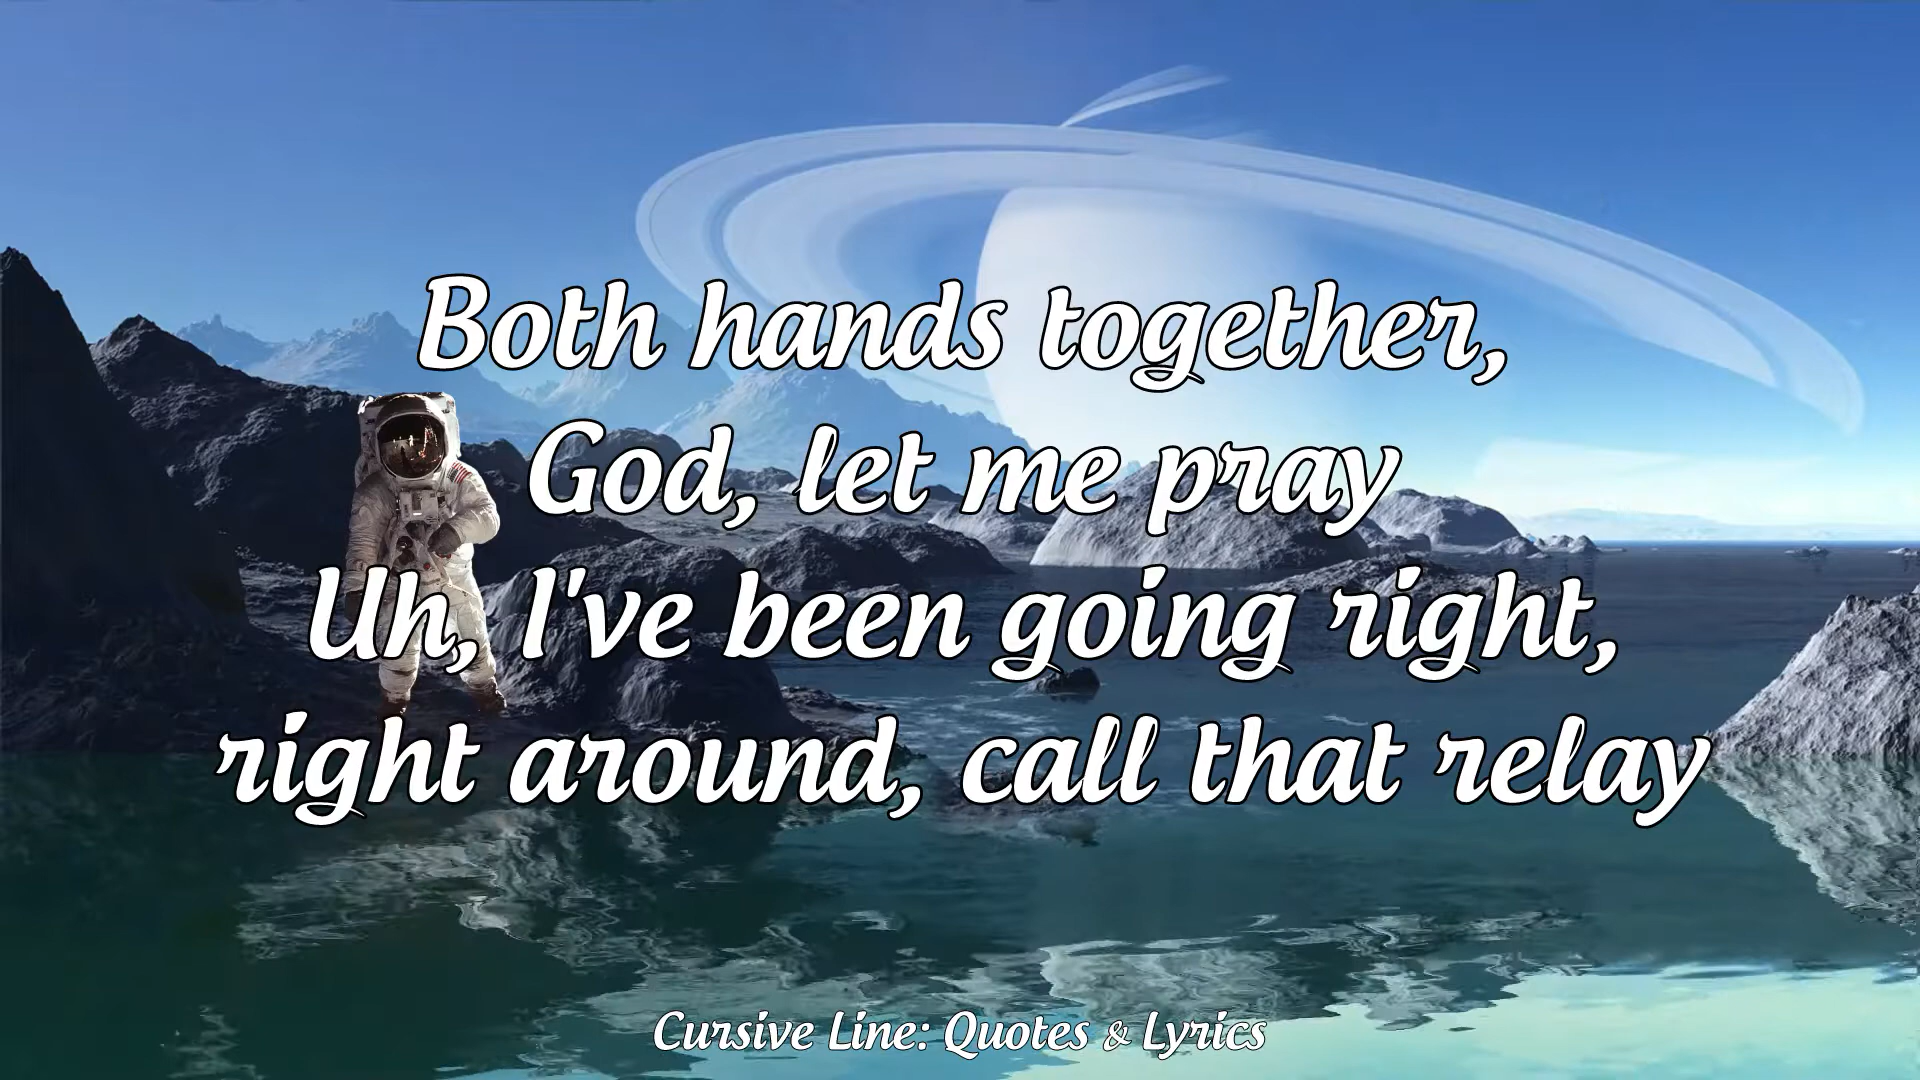 Both hands together,
God, let me pray
Uh, I've been going right,
right around, call that relay
Cursive Line: Quotes & Lyrics